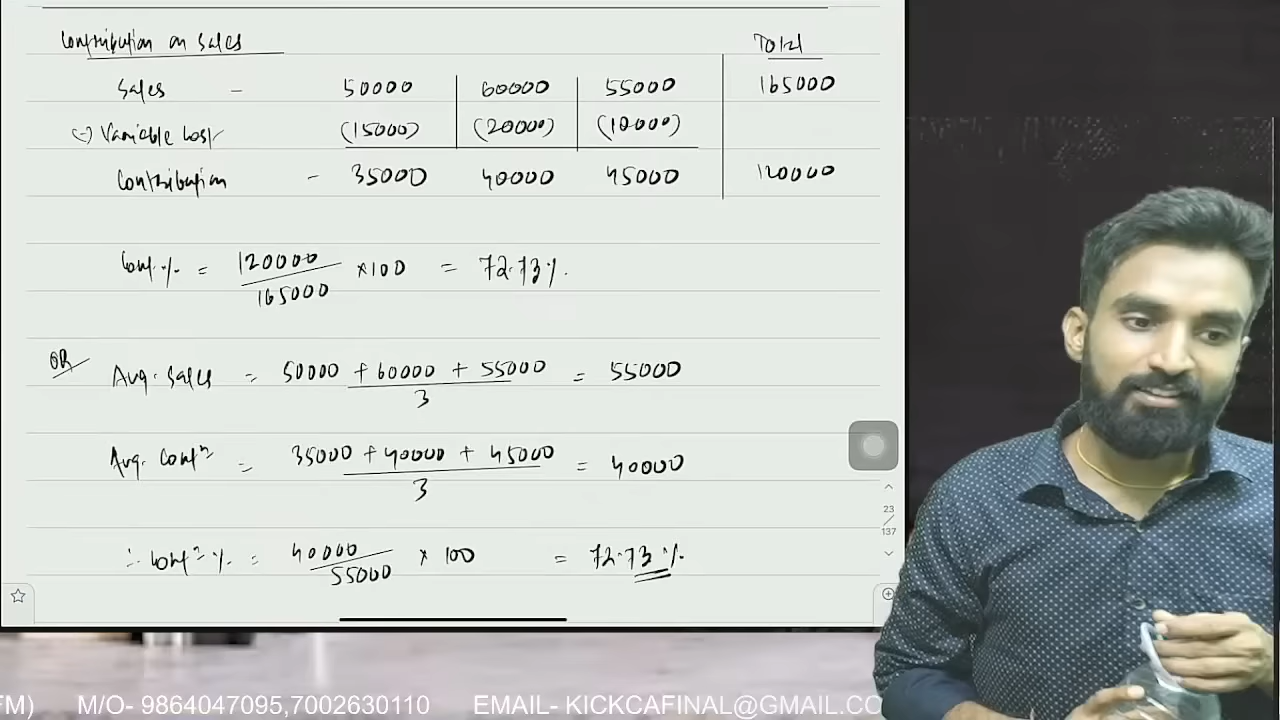 Contribution on Sales
Total
Sales - 50000 60000 55000 165000
(-) Variable Cost (15000) (20000) (10000)
Contribution - 35000 40000 45000 120000
Cont.% = 120000/165000 ×100 = 72.73%.
OR
Avg. Sales = 50000 + 60000 + 55000 / 3 = 55000
Avg. Contn = 35000 + 40000 + 45000 / 3 = 40000
∴ Contn % = 40000/55000 × 100 = 72.73%
23
/
137
FM) M/O- 9864047095,7002630110 EMAIL- KICKCAFINAL@GMAIL.CO